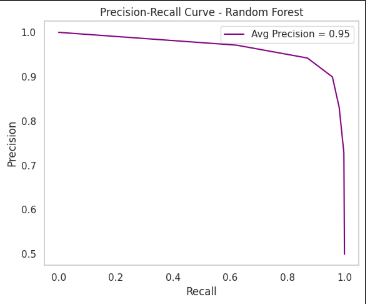 Precision-Recall Curve - Random Forest
Avg Precision = 0.95
1.0
0.9
0.8
0.7
0.6
0.5
Precision
0.0 0.2 0.4 0.6 0.8 1.0
Recall